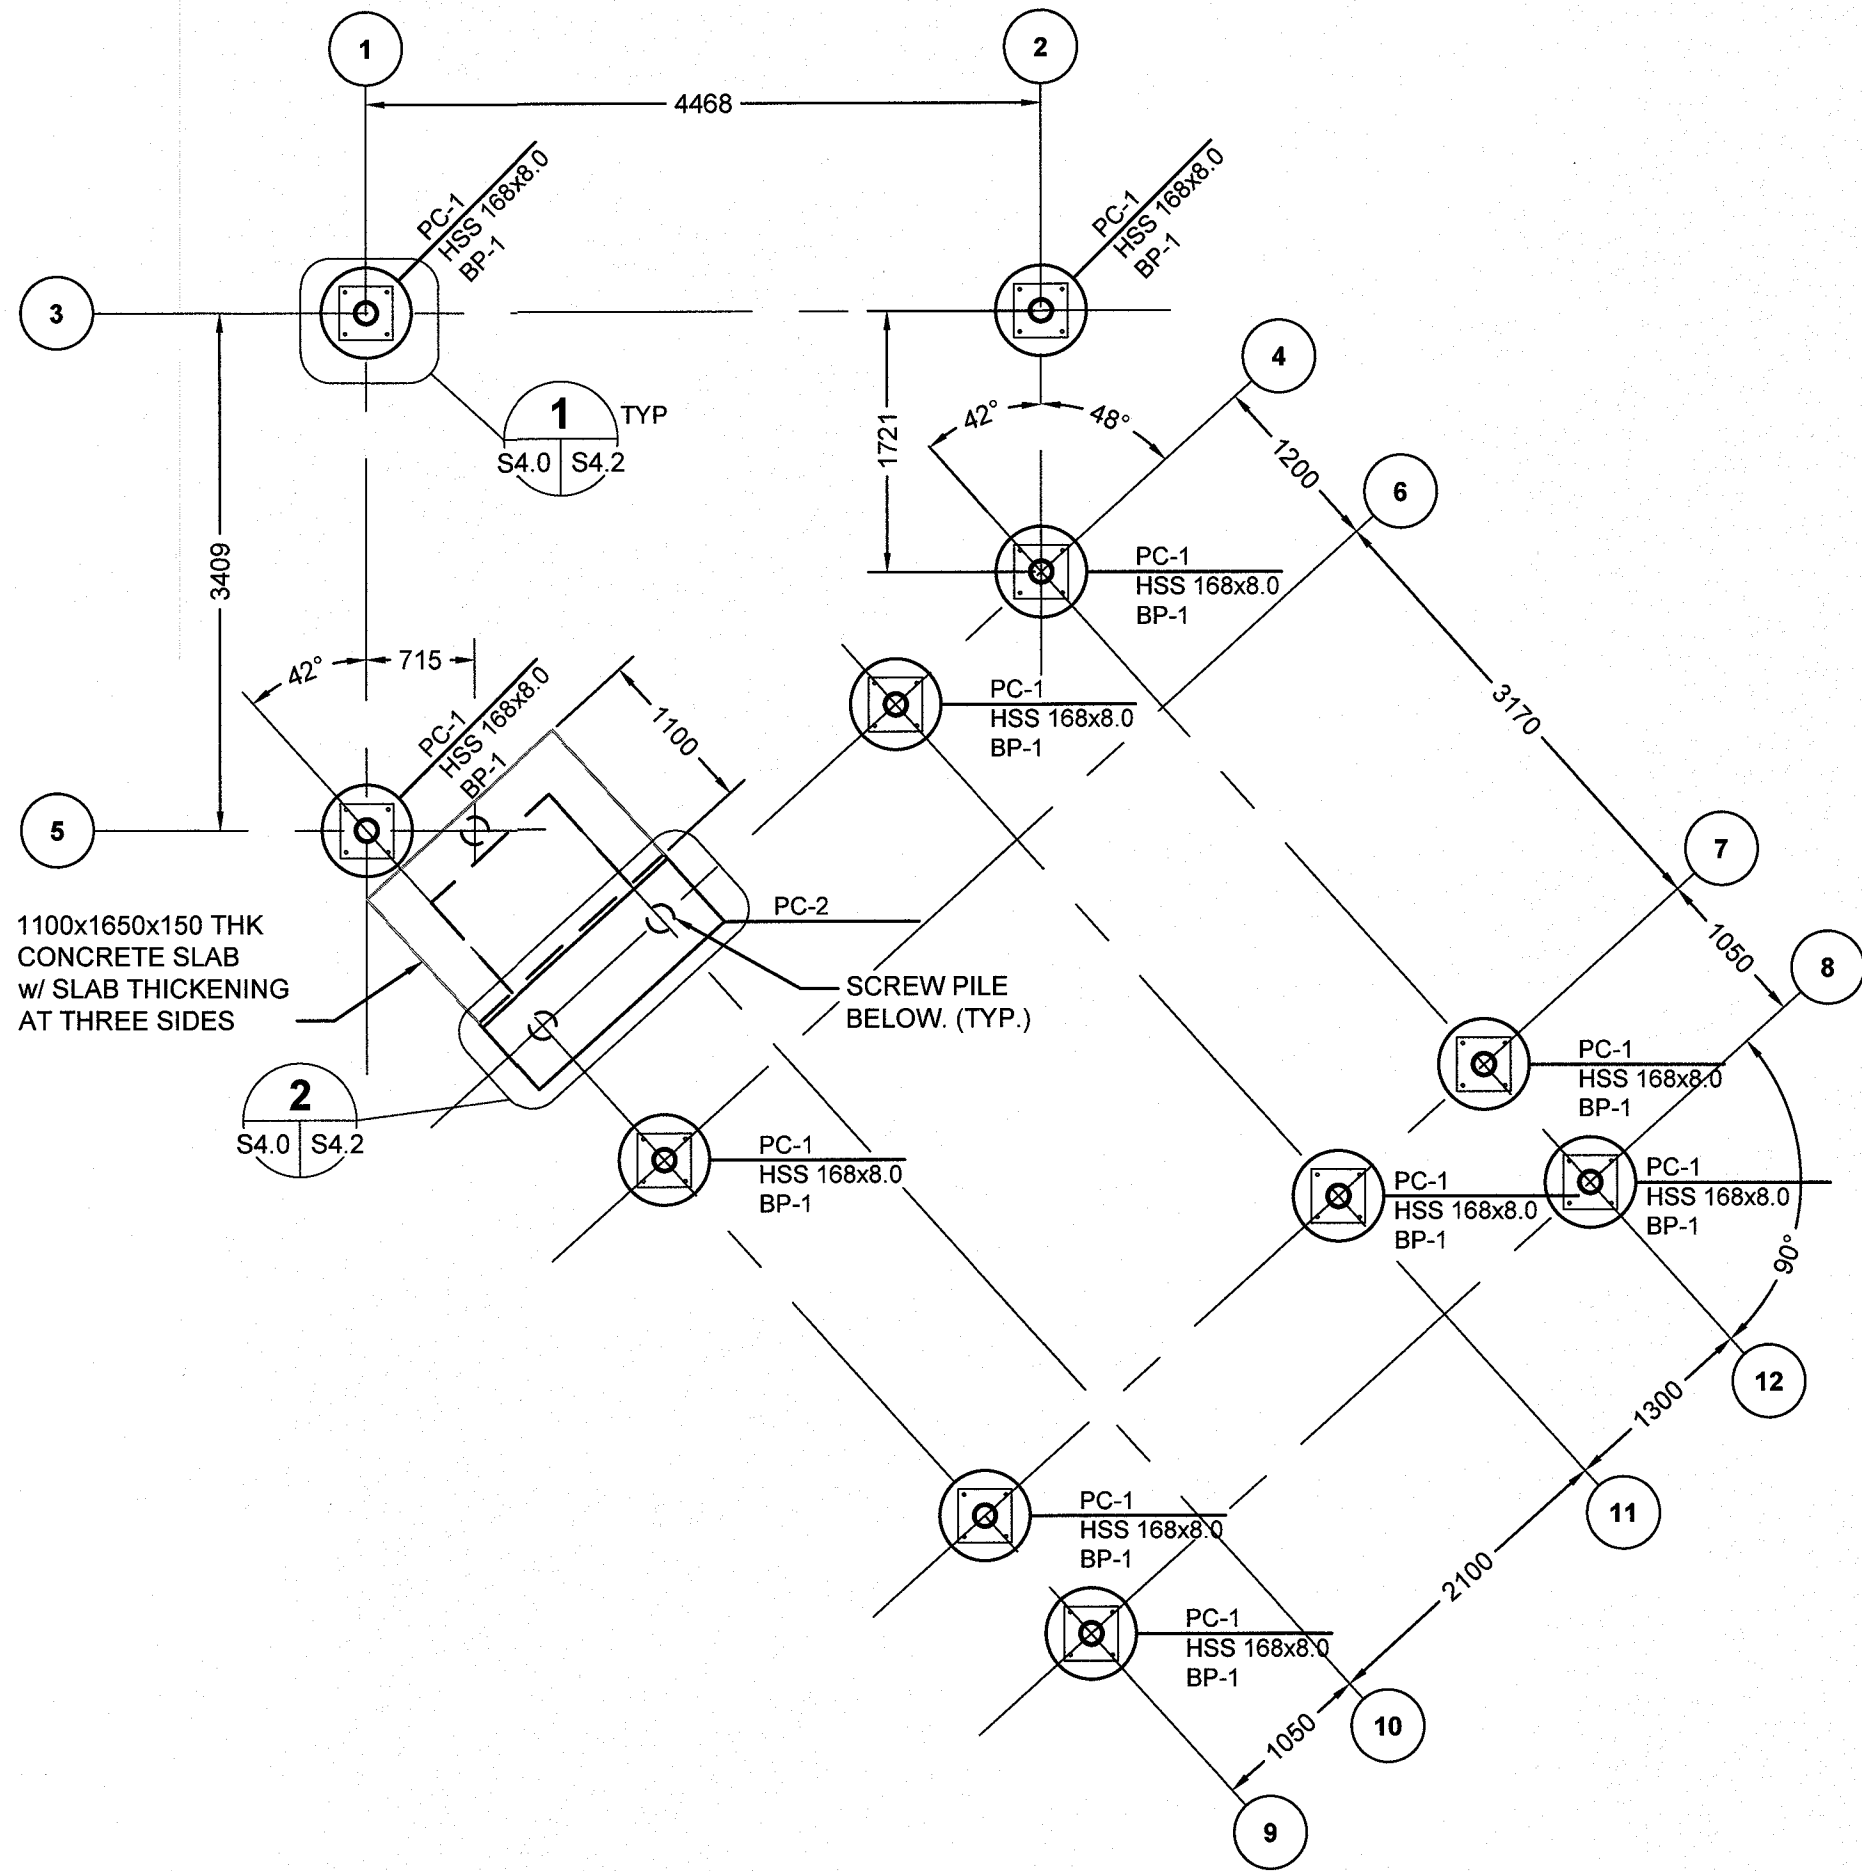 1
2
4468
PC-1
HSS 168x8.0
BP-1
PC-1
HSS 168x8.0
BP-1
3
4
1
TYP
S4.0
S4.2
42°
48°
1721
1200
6
3409
PC-1
HSS 168x8.0
BP-1
42°
715
PC-1
HSS 168x8.0
BP-1
1100
PC-1
HSS 168x8.0
BP-1
3170
5
7
1100x1650x150 THK
CONCRETE SLAB
w/ SLAB THICKENING
AT THREE SIDES
PC-2
SCREW PILE
BELOW. (TYP.)
1050
8
2
S4.0
S4.2
PC-1
HSS 168x8.0
BP-1
PC-1
HSS 168x8.0
BP-1
PC-1
HSS 168x8.0
BP-1
PC-1
HSS 168x8.0
BP-1
90°
12
1300
11
PC-1
HSS 168x8.0
BP-1
2100
PC-1
HSS 168x8.0
BP-1
10
1050
9